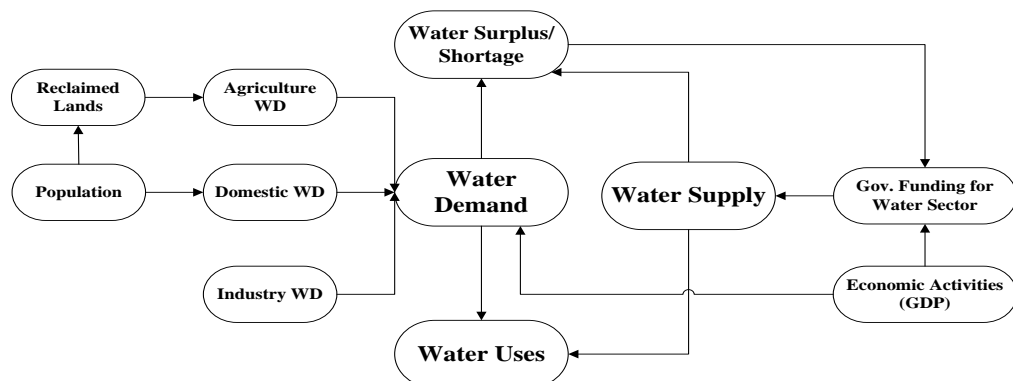 Water Surplus/
Shortage
Reclaimed
Lands
Agriculture
WD
Population
Domestic WD
Water
Demand
Water Supply
Gov. Funding for
Water Sector
Industry WD
Economic Activities
(GDP)
Water Uses